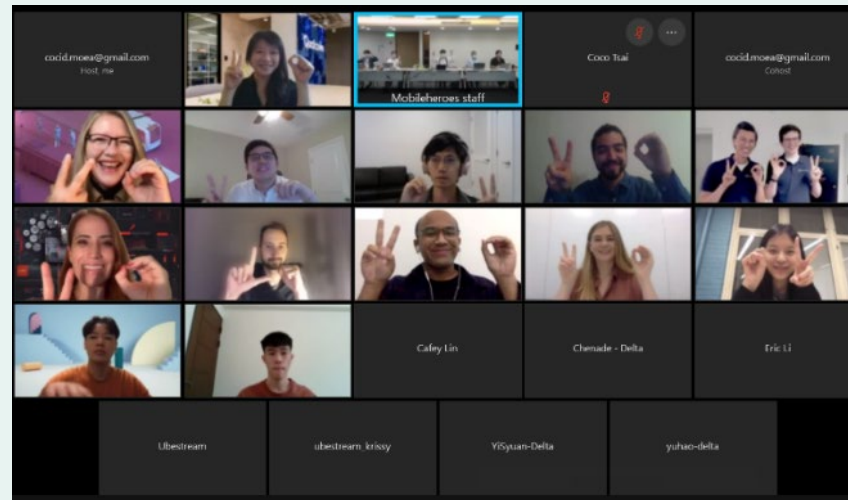 cocid.moea@gmail.com
Host, me
Mobileheroes staff
Coco Tsai
cocid.moea@gmail.com
Cohost
Cafey Lin
Chenade - Delta
Eric Li
Ubestream
ubestream_krissy
YiSyuan-Delta
yuhao-delta